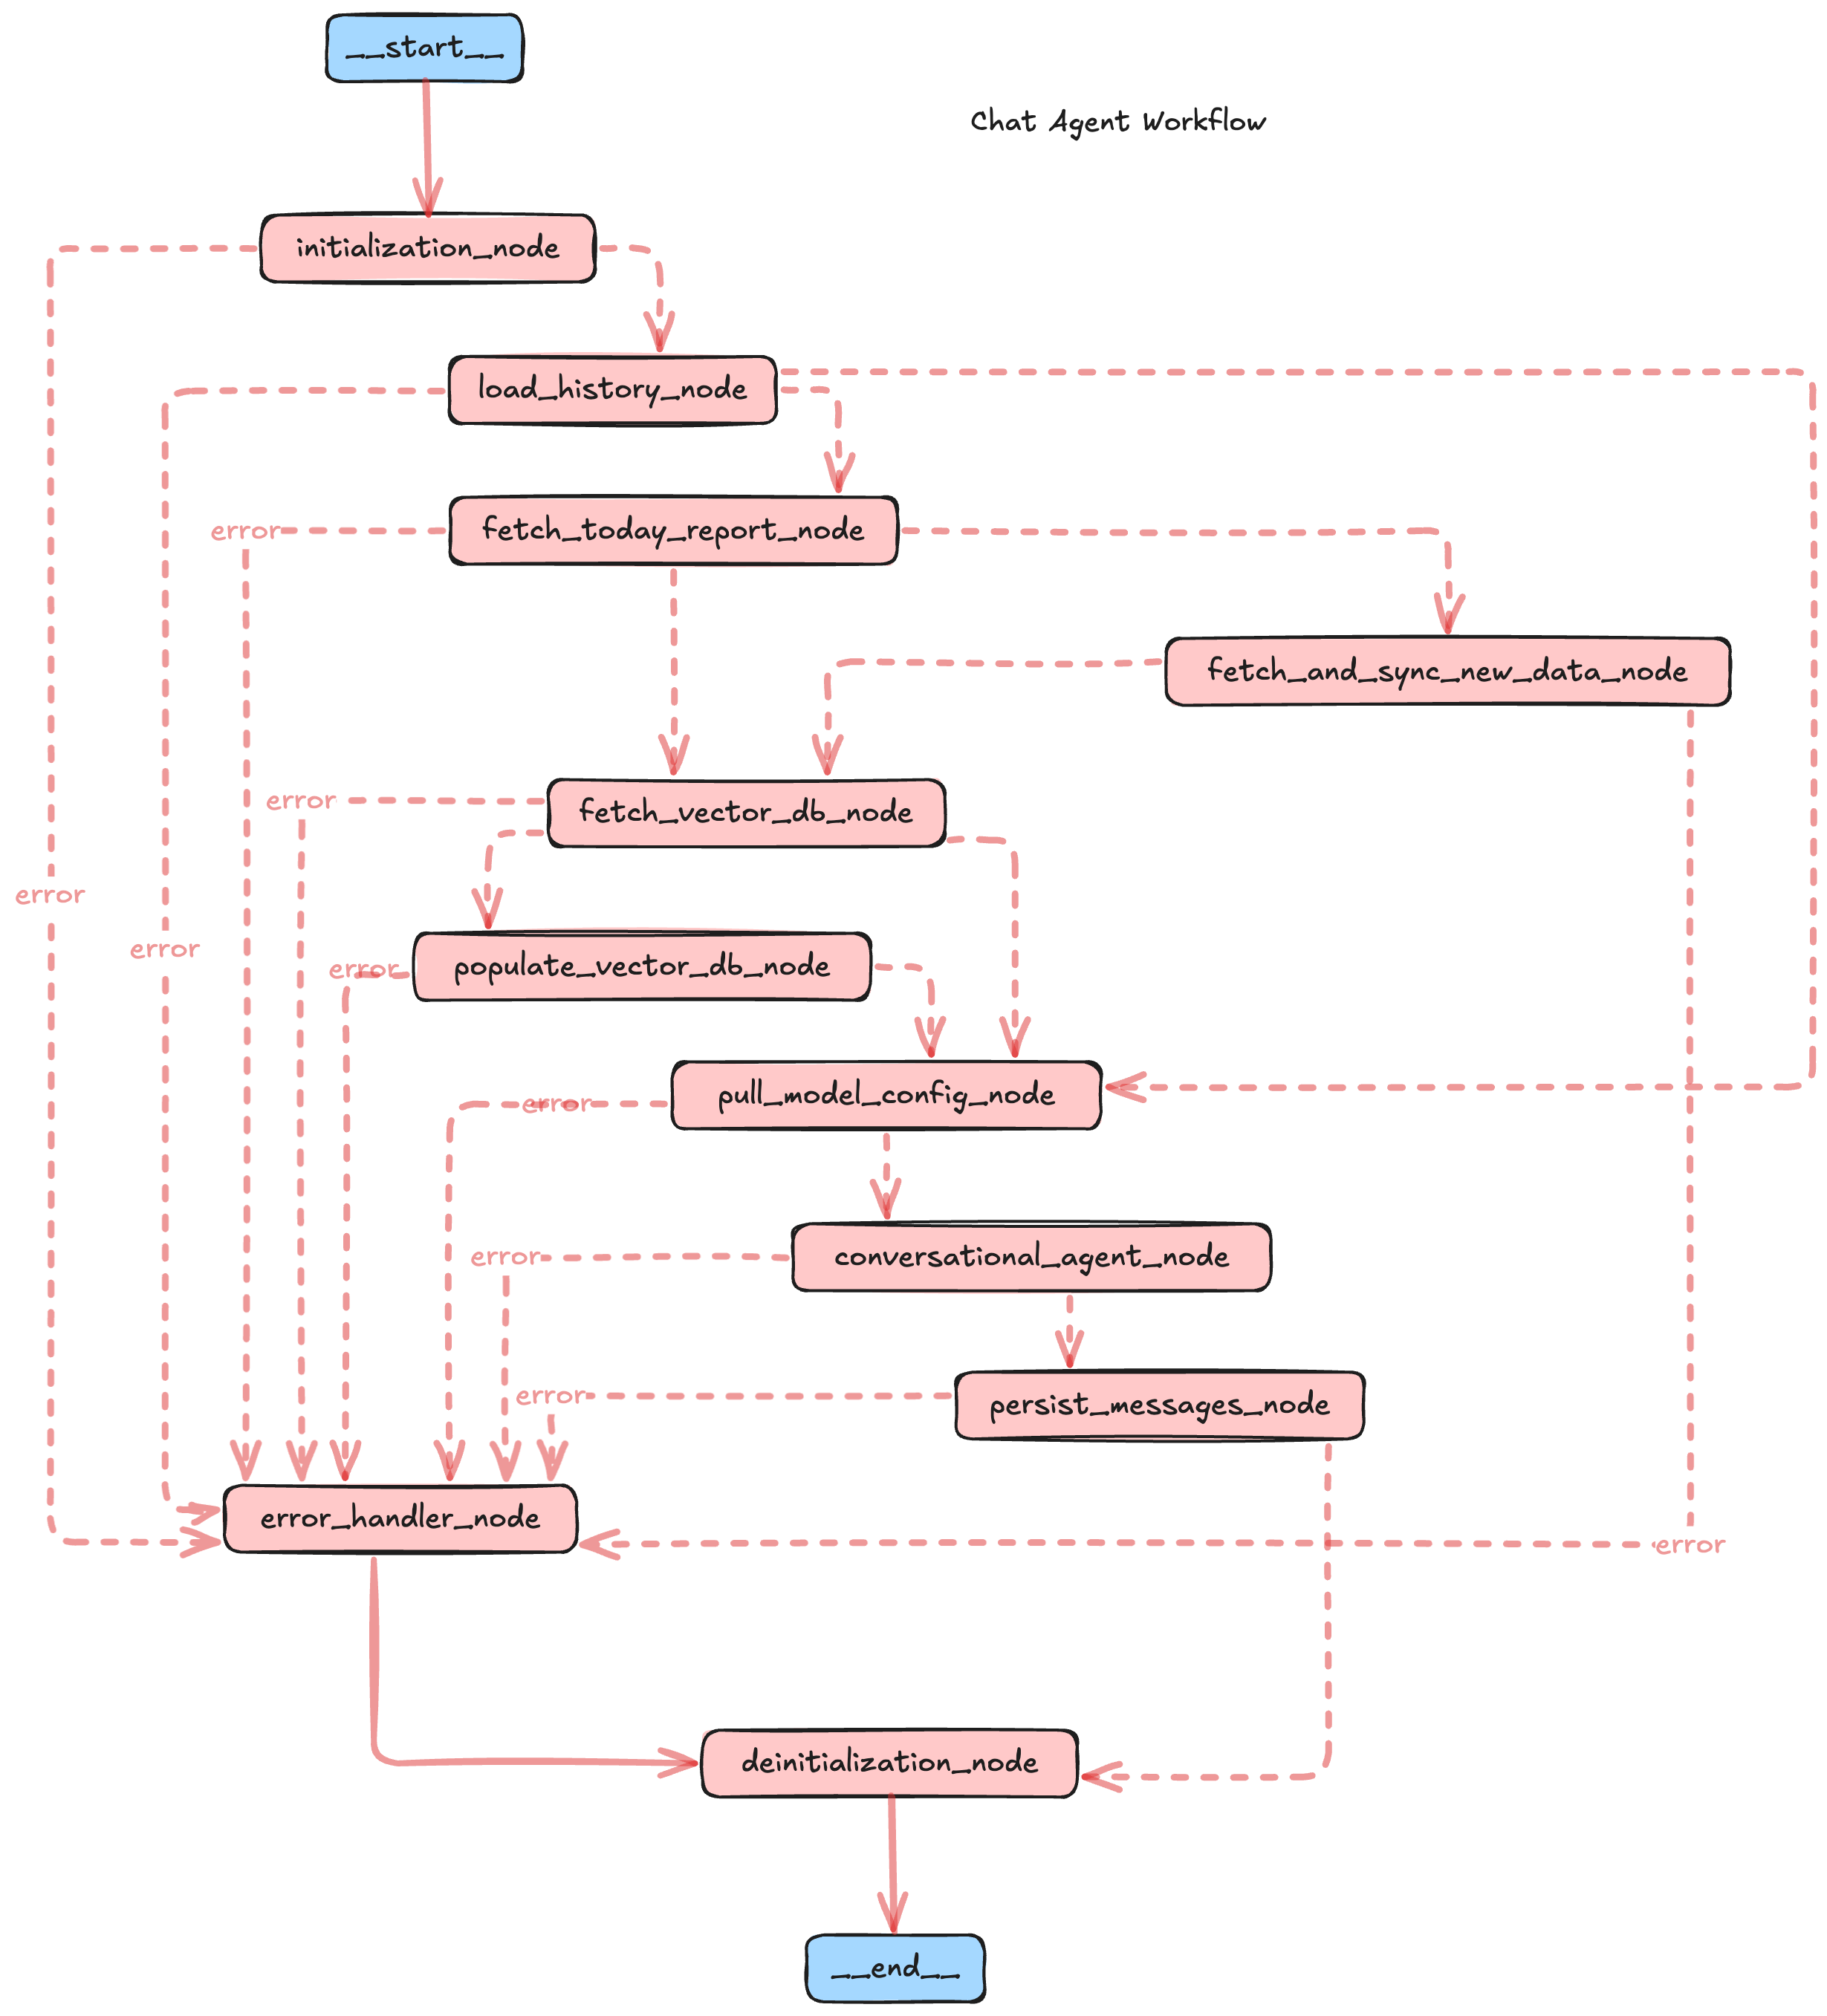 __start__
Chat Agent Workflow
initialization_node
load_history_node
error
fetch_today_report_node
fetch_and_sync_new_data_node
error
fetch_vector_db_node
error
error
error
populate_vector_db_node
pull_model_config_node
error
error
conversational_agent_node
error
persist_messages_node
error_handler_node
error
deinitialization_node
__end__